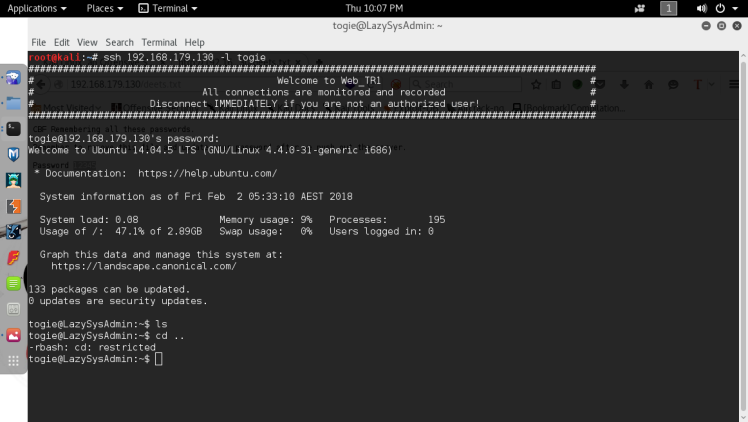 Applications Places Terminal Thu 10:07 PM 1
togie@LazySysAdmin: ~
File Edit View Search Terminal Help
root@kali:~# ssh 192.168.179.130 -l togie
################################################################################################
# Welcome to Web_TR1 #
# All connections are monitored and recorded #
# Disconnect IMMEDIATELY if you are not an authorized user! #
################################################################################################
togie@192.168.179.130's password:
Welcome to Ubuntu 14.04.5 LTS (GNU/Linux 4.4.0-31-generic i686)
* Documentation: https://help.ubuntu.com/
System information as of Fri Feb 2 05:33:10 AEST 2018
System load: 0.08 Memory usage: 9% Processes: 195
Usage of /: 47.1% of 2.89GB Swap usage: 0% Users logged in: 0
Graph this data and manage this system at:
https://landscape.canonical.com/
133 packages can be updated.
0 updates are security updates.
togie@LazySysAdmin:~$ ls
togie@LazySysAdmin:~$ cd ..
-rbash: cd: restricted
togie@LazySysAdmin:~$